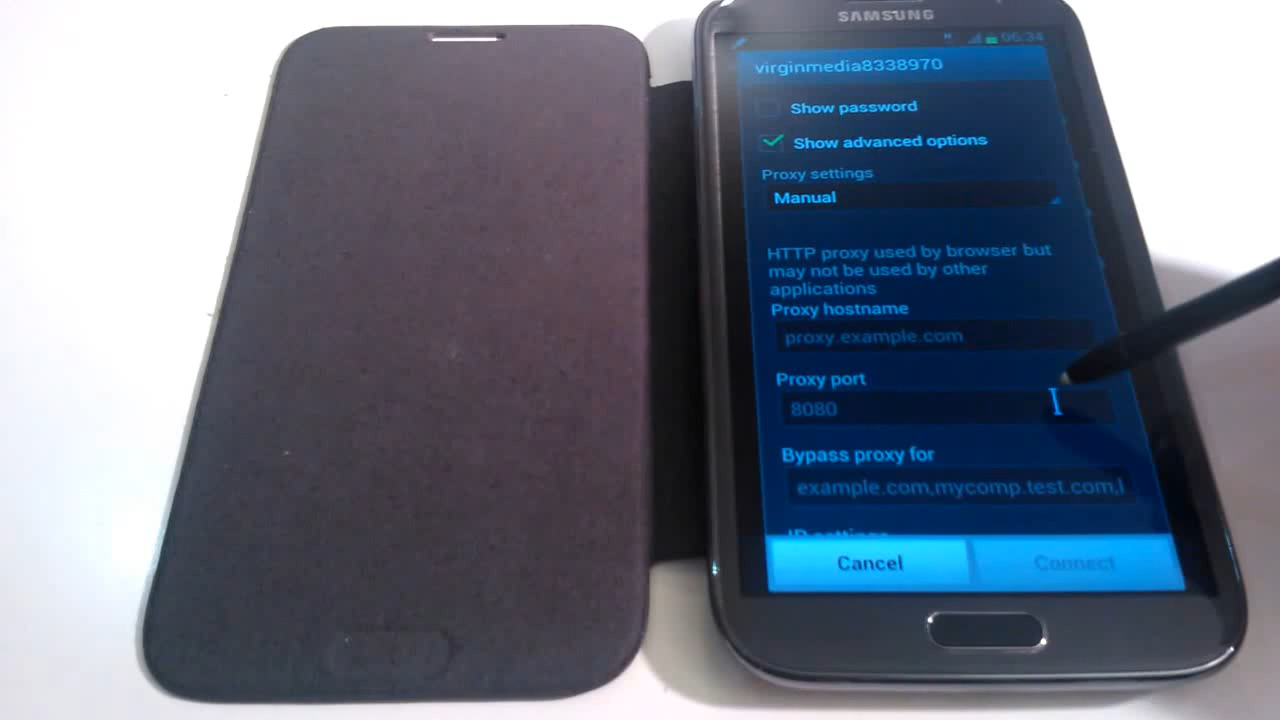 SAMSUNG
06:34
virginmedia8338970
Show password
Show advanced options
Proxy settings
Manual
HTTP proxy used by browser but
may not be used by other
applications
Proxy hostname
proxy.example.com
Proxy port
8080
Bypass proxy for
example.com,mycomp.test.com,l
IP settings
Cancel
Connect